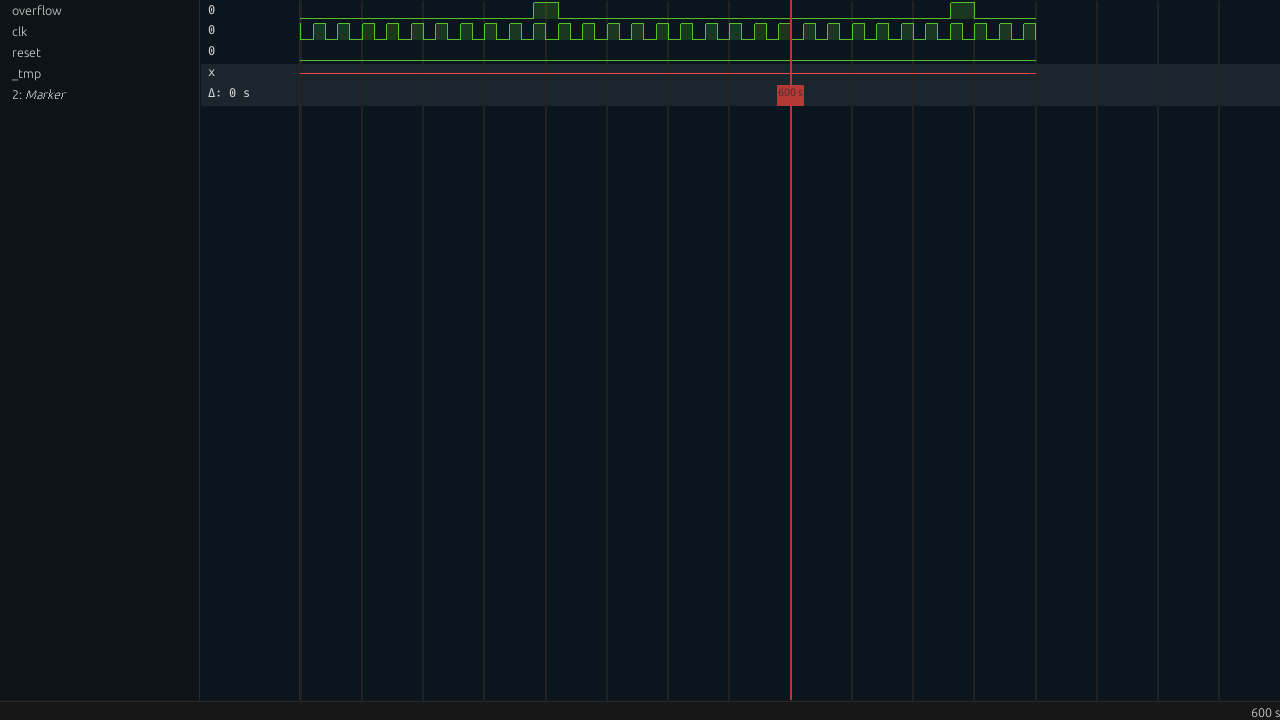 overflow 0
clk 0
reset 0
_tmp x
2: Marker Δ: 0 s 600 s
600 s